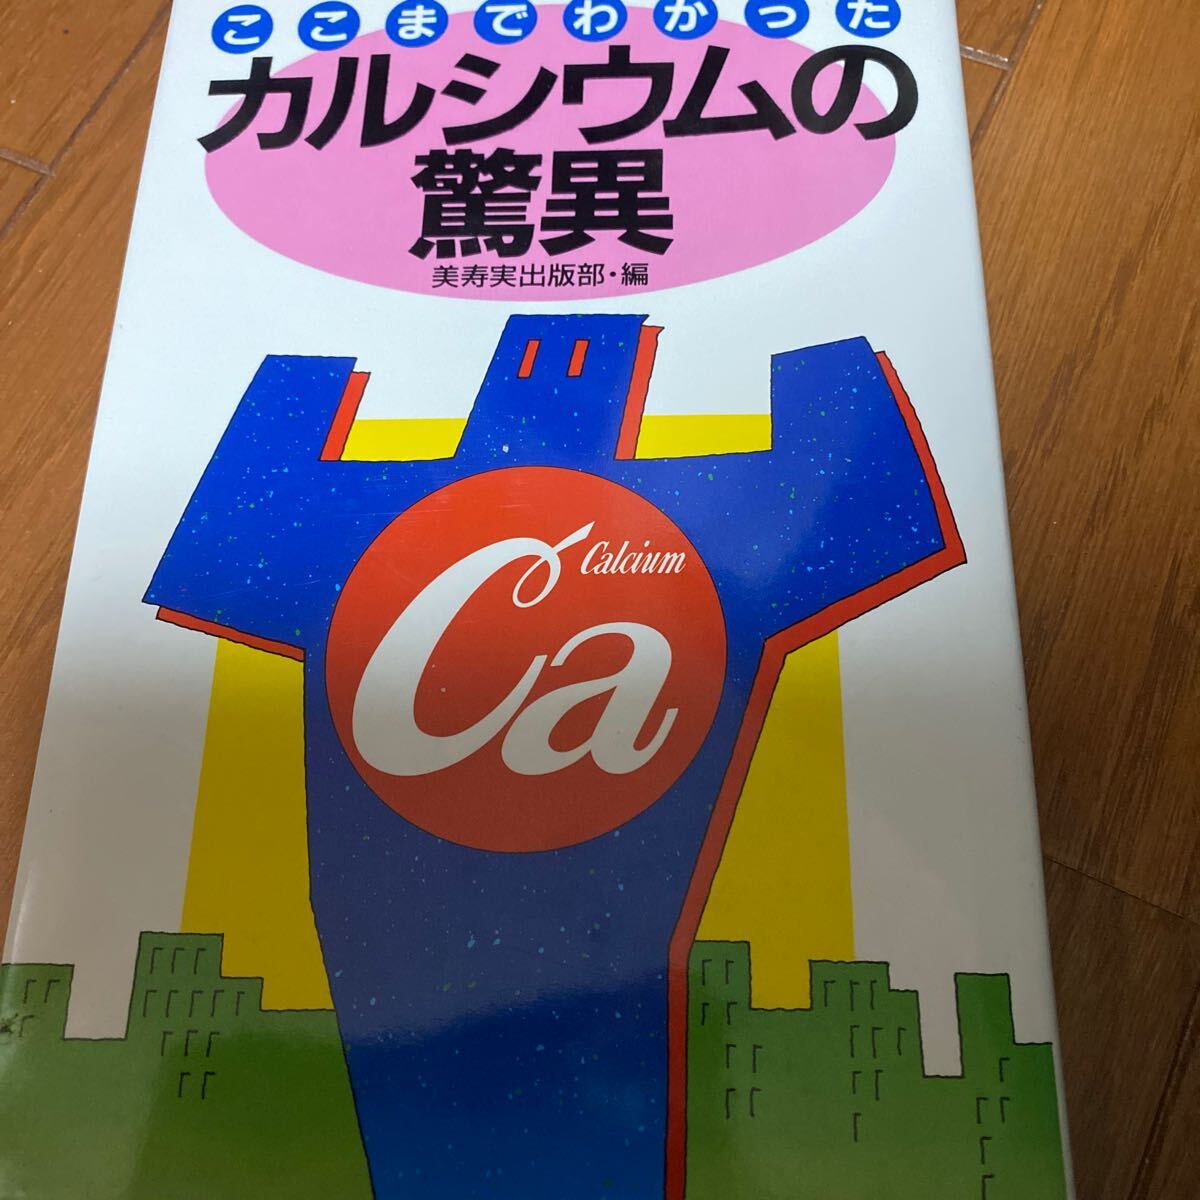 ここまでわかった
カルシウムの
驚異
美寿実出版部・編
Calcium
Ca